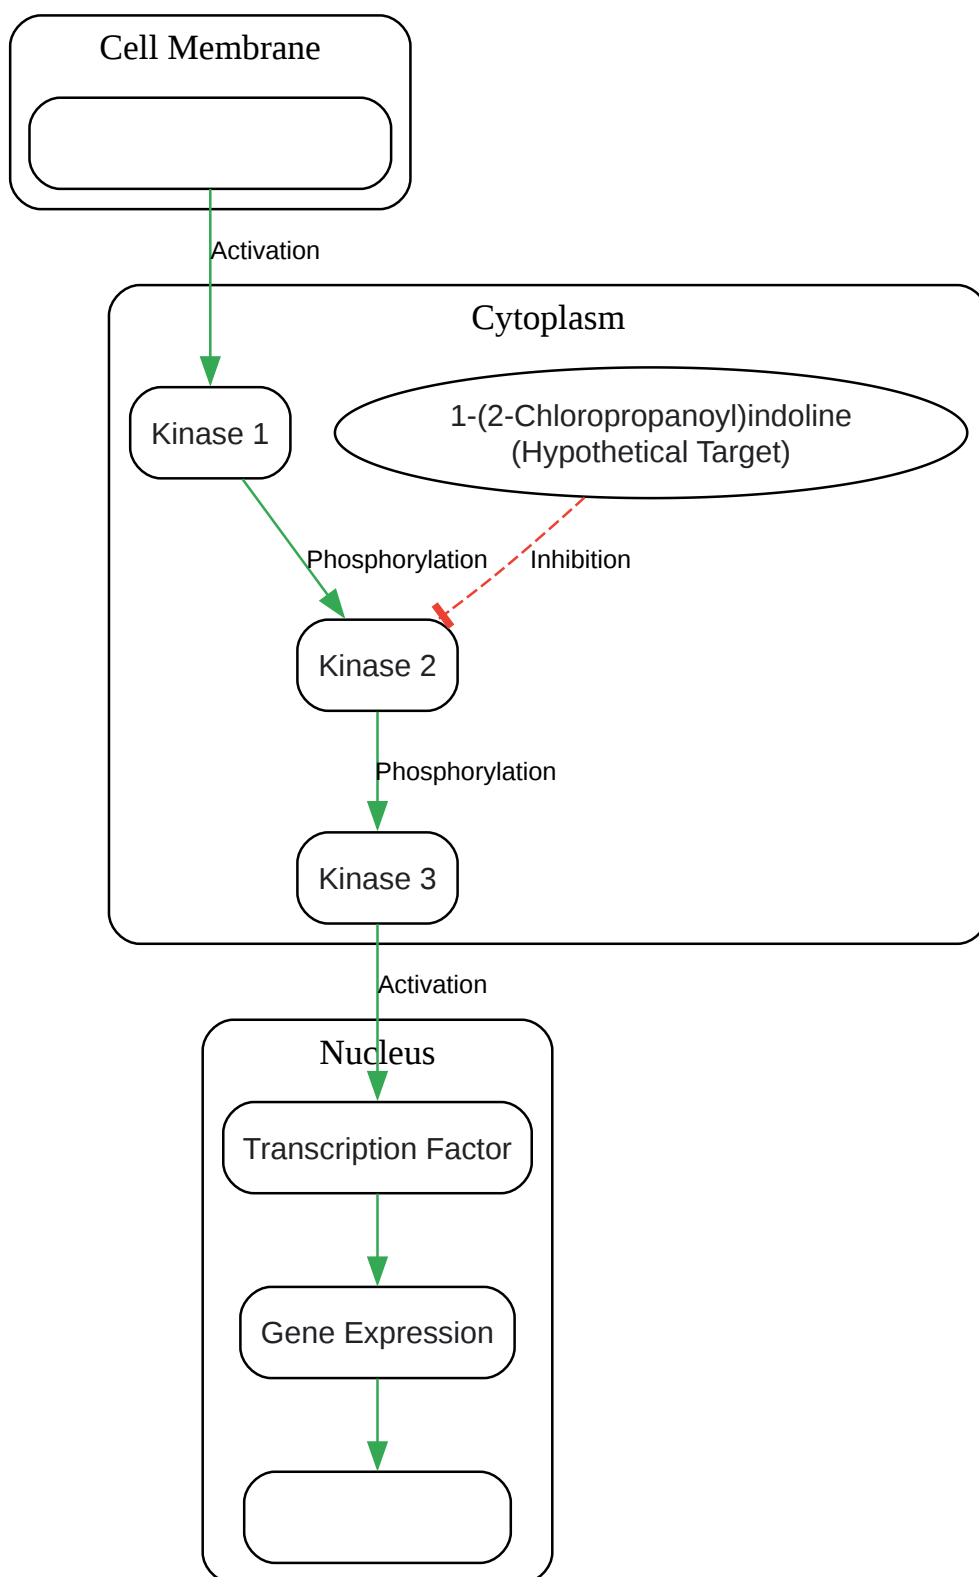 Cell Membrane
Activation
Cytoplasm
Kinase 1
1-(2-Chloropropanoyl)indoline
(Hypothetical Target)
Phosphorylation
Inhibition
Kinase 2
Phosphorylation
Kinase 3
Activation
Nucleus
Transcription Factor
Gene Expression